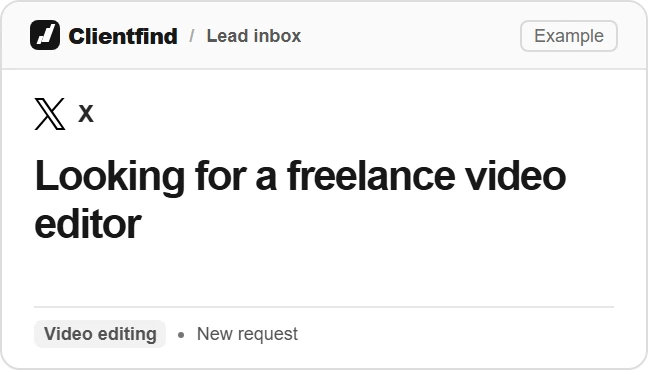 Clientfind / Lead inbox Example
X
Looking for a freelance video
editor
Video editing • New request